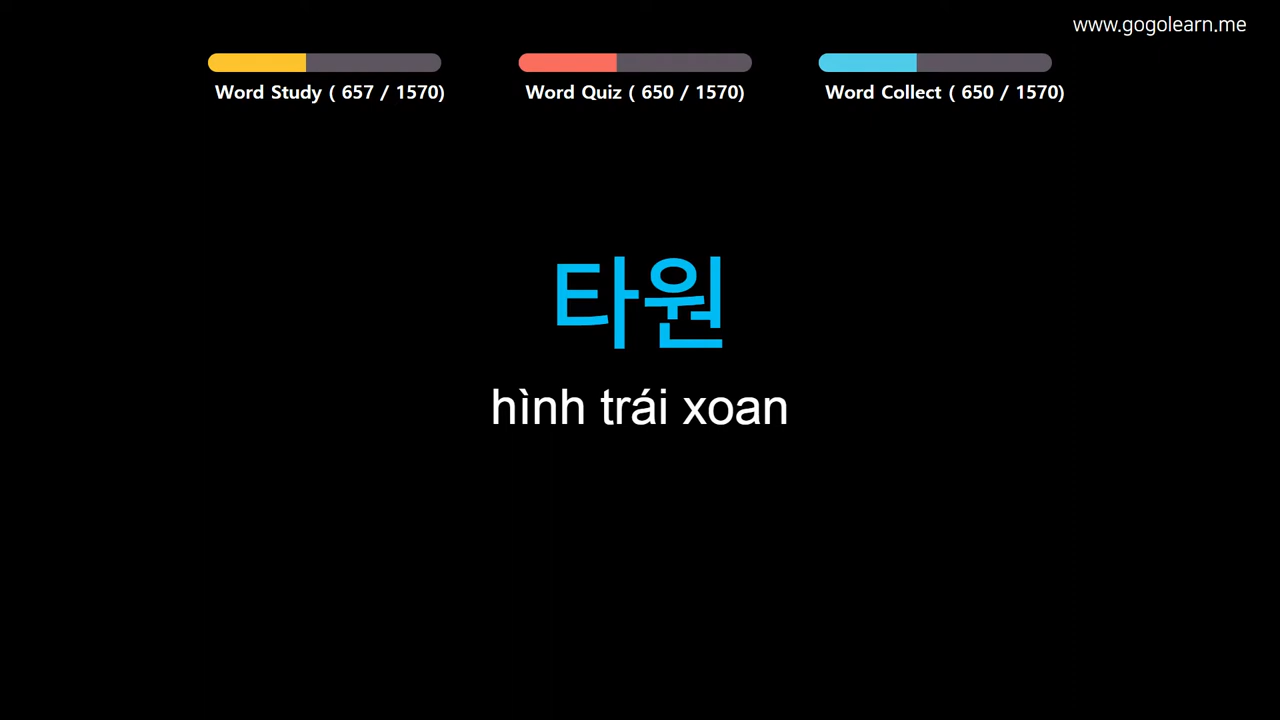 www.gogolearn.me
Word Study ( 657 / 1570)
Word Quiz ( 650 / 1570)
Word Collect ( 650 / 1570)
타원
hình trái xoan